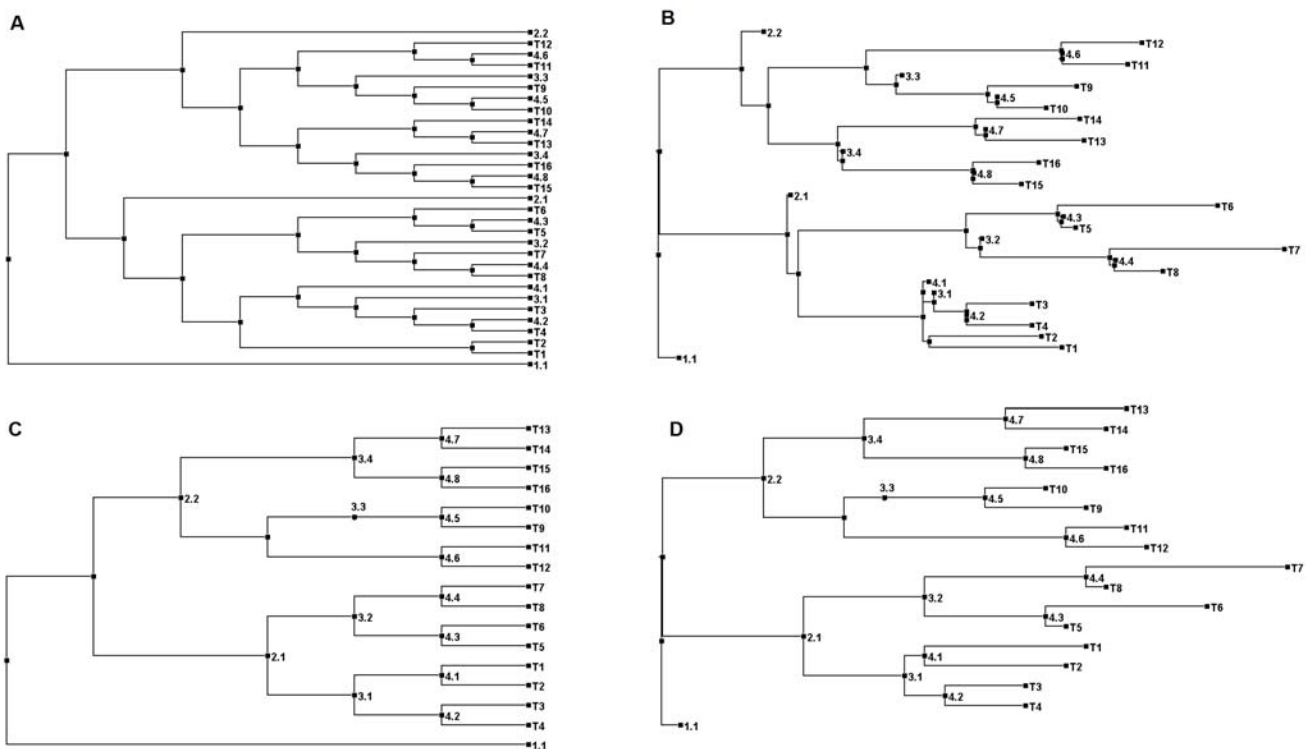 A
2.2
T12
4.6
T11
3.3
T9
4.5
T10
T14
4.7
T13
3.4
T16
4.8
T15
2.1
T6
4.3
T5
3.2
T7
4.4
T8
4.1
3.1
T3
4.2
T4
T2
T1
1.1
B
2.2
T12
4.6
T11
3.3
T9
4.5
T10
T14
4.7
T13
3.4
T16
4.8
T15
2.1
T6
4.3
T5
3.2
T7
4.4
T8
4.1
3.1
T3
4.2
T4
T2
T1
1.1
C
T13
4.7
T14
3.4
T15
4.8
T16
2.2
3.3
T10
4.5
T9
T11
4.6
T12
T7
4.4
T8
3.2
T6
4.3
T5
2.1
T1
4.1
T2
3.1
T3
4.2
T4
1.1
D
T13
4.7
T14
3.4
T15
4.8
T16
2.2
3.3
T10
4.5
T9
T11
4.6
T12
T7
4.4
T8
3.2
T6
4.3
T5
2.1
T1
4.1
T2
3.1
T3
4.2
T4
1.1